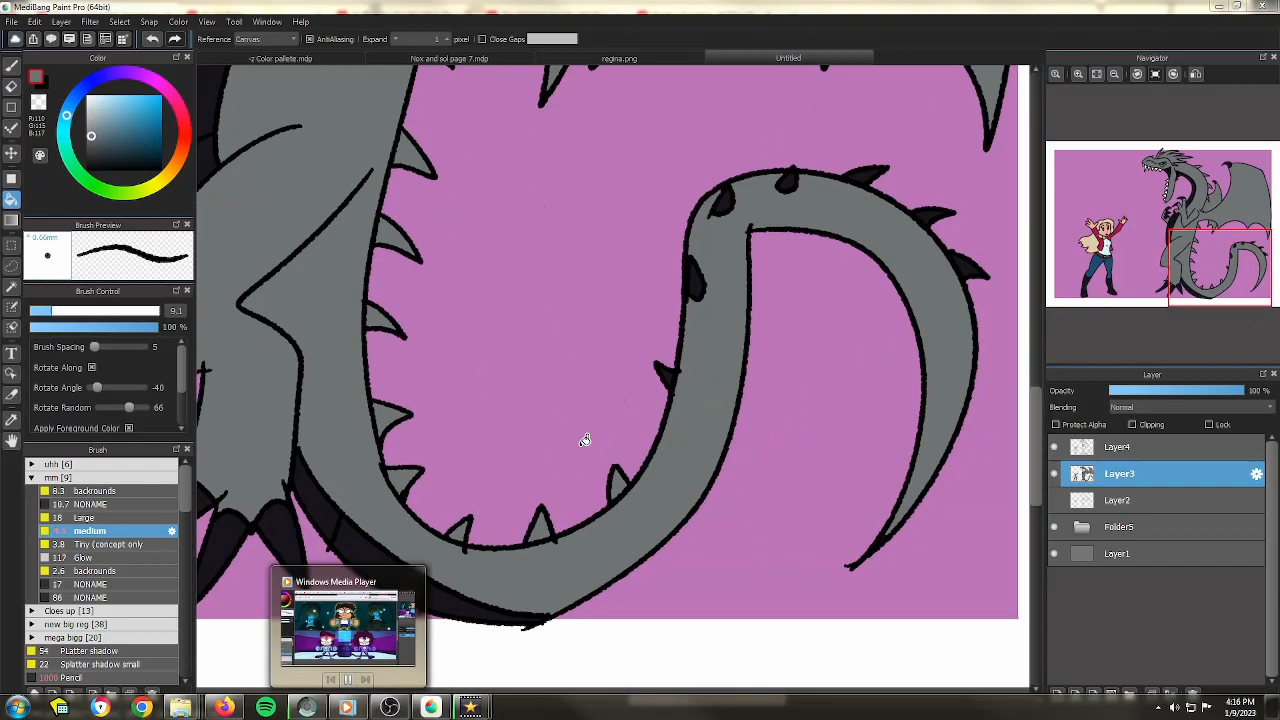 MediBang Paint Pro (64bit)
File Edit Layer Filter Select Snap Color View Tool Window Help
Reference Canvas AntiAliasing Expand 1 pixel Close Gaps
Color
-z Color pallete.mdp Nox and sol page 7.mdp regina.png Untitled
Navigator
R:110
G:115
B:117
Brush Preview
0.66mm
Brush Control
9.1
100 %
Brush Spacing 5
Rotate Along
Rotate Angle -40
Rotate Random 66
Apply Foreground Color
Brush
uhh [6]
mm [9]
8.3 backrounds
10.7 NONAME
18 Large
medium
3.8 Tiny (concept only
117 Glow
2.6 backrounds
17 NONAME
86 NONAME
Cloes up [13]
new big reg [38]
mega bigg [20]
54 Planar shadow
22 Splatter shadow small
1000 Pencil
Layer
Opacity 100 %
Blending Normal
Protect Alpha Clipping Lock
Layer4
Layer3
Layer2
Folder5
Layer1
Windows Media Player
4:16 PM
1/9/2023